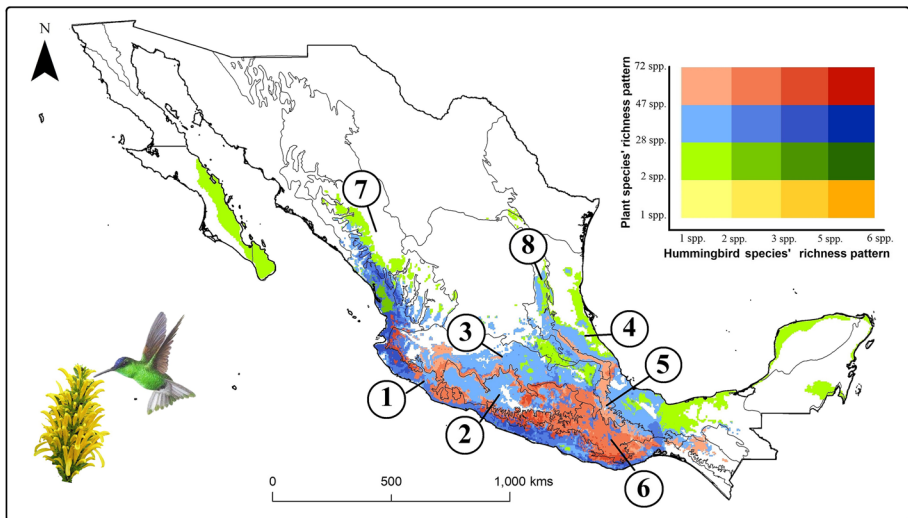 N
72 spp.
47 spp.
28 spp.
2 spp.
1 spp.
Plant species' richness pattern
1 spp. 2 spp. 3 spp. 5 spp. 6 spp.
Hummingbird species' richness pattern
7
8
3
4
5
1
2
6
0 500 1,000 kms